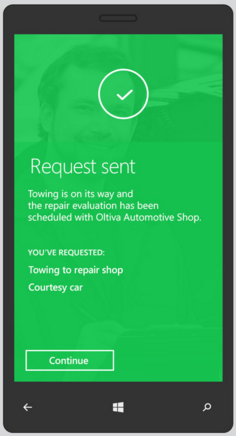 Request sent
Towing is on its way and
the repair evaluation has been
scheduled with Oltiva Automotive Shop.
YOU'VE REQUESTED:
Towing to repair shop
Courtesy car
Continue